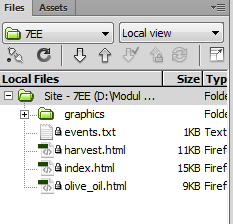 Files Assets
7EE Local view
Local Files Size Typ
Site - 7EE (D:\Modul ... Folde
graphics Folde
events.txt 1KB Text
harvest.html 11KB Firef
index.html 15KB Firef
olive_oil.html 9KB Firef